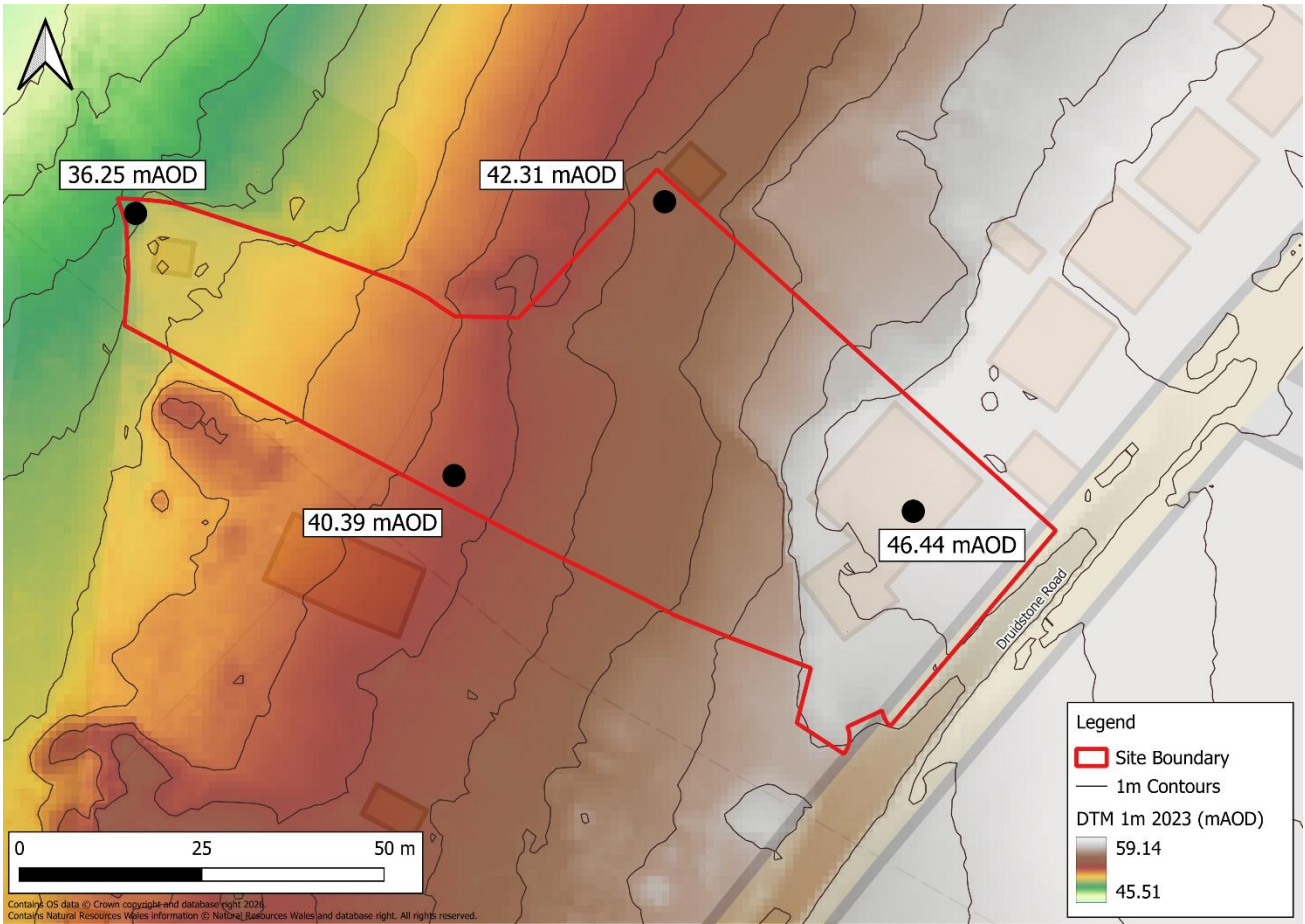 36.25 mAOD
42.31 mAOD
40.39 mAOD
46.44 mAOD
Druidstone Road
Legend
Site Boundary
1m Contours
DTM 1m 2023 (mAOD)
59.14
45.51
0 25 50 m
Contains OS data © Crown copyright and database right 2026.
Contains Natural Resources Wales information © Natural Resources Wales and database right. All rights reserved.